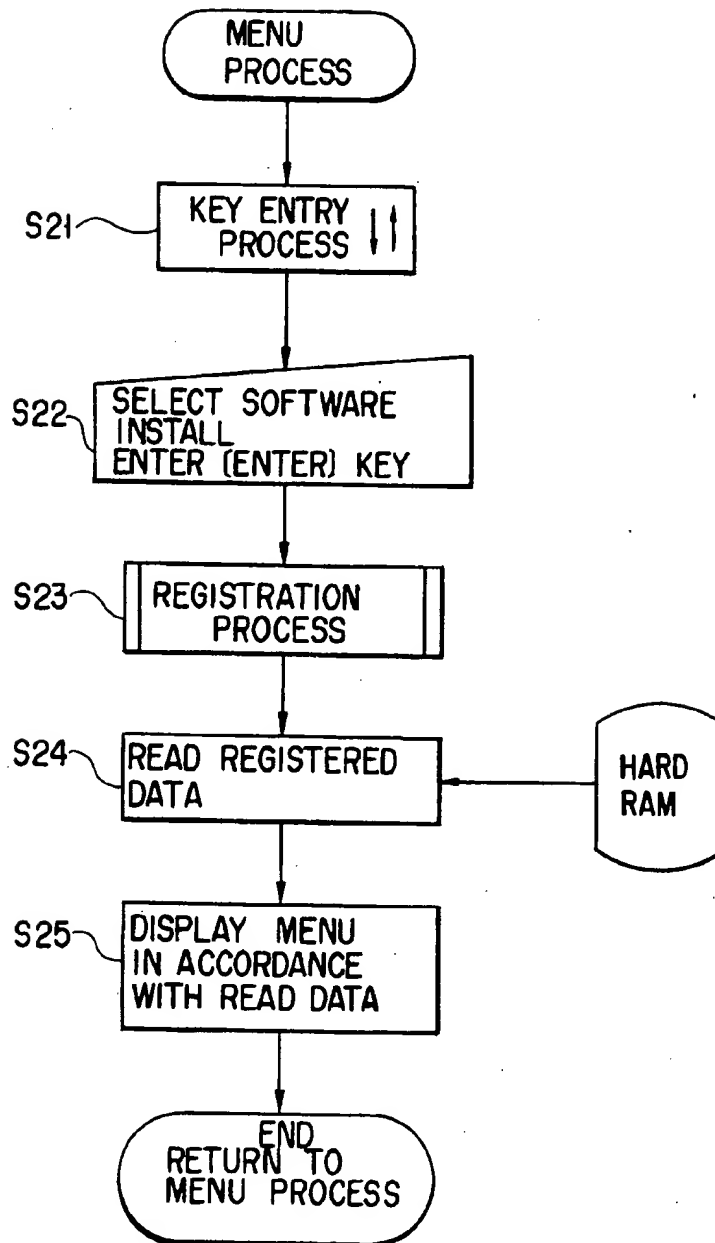 MENU
PROCESS
S21
KEY ENTRY
PROCESS ↓↑
S22
SELECT SOFTWARE
INSTALL
ENTER (ENTER) KEY
S23
REGISTRATION
PROCESS
S24
READ REGISTERED
DATA
HARD
RAM
S25
DISPLAY MENU
IN ACCORDANCE
WITH READ DATA
END
RETURN TO
MENU PROCESS